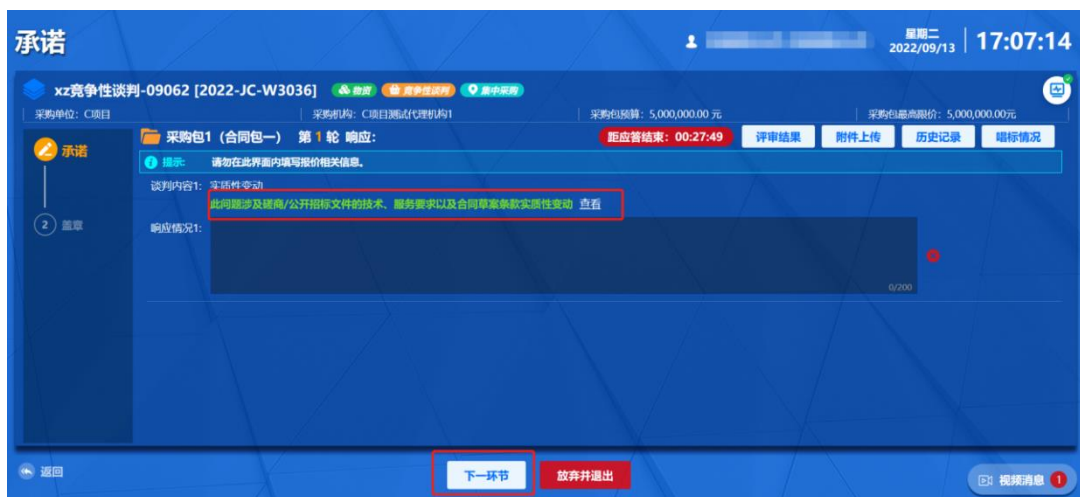 承诺
星期二
2022/09/13
17:07:14
xz竞争性谈判-09062 [2022-JC-W3036] 物资 竞争性谈判 集中采购
采购单位：C项目 采购机构：C项目测试代理机构1 采购包预算：5,000,000.00 元 采购包最高限价：5,000,000.00元
承诺
采购包1（合同包一） 第 1 轮 响应: 距应答结束：00:27:49 评审结果 附件上传 历史记录 唱标情况
提示: 请勿在此界面内填写报价相关信息。
谈判内容1: 实质性变动
此问题涉及磋商/公开招标文件的技术、服务要求以及合同草案条款实质性变动 查看
2 盖章
响应情况1:
0/200
返回 下一环节 放弃并退出 视频消息 1